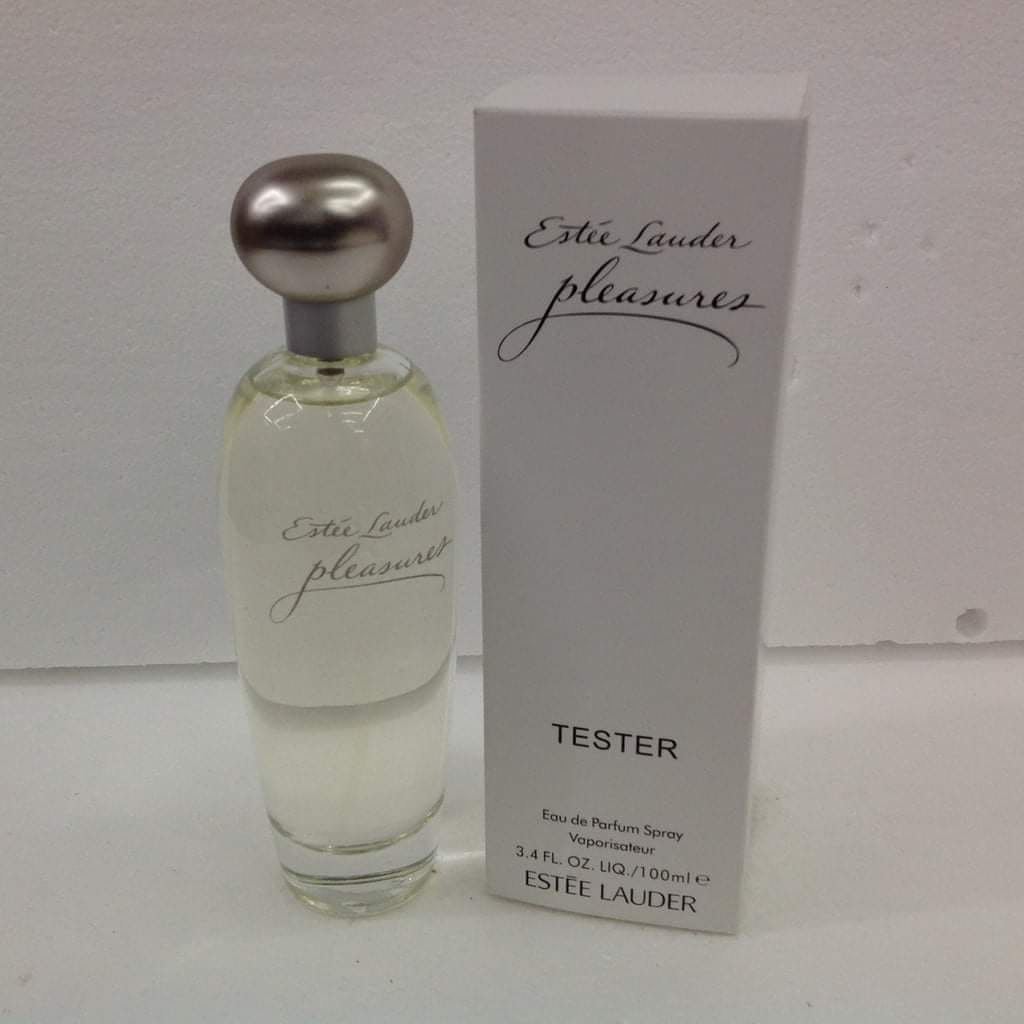 Estée Lauder
pleasures
Estée Lauder
pleasures
TESTER
Eau de Parfum Spray
Vaporisateur
3.4 FL. OZ. LIQ./100ml ℮
ESTĒE LAUDER